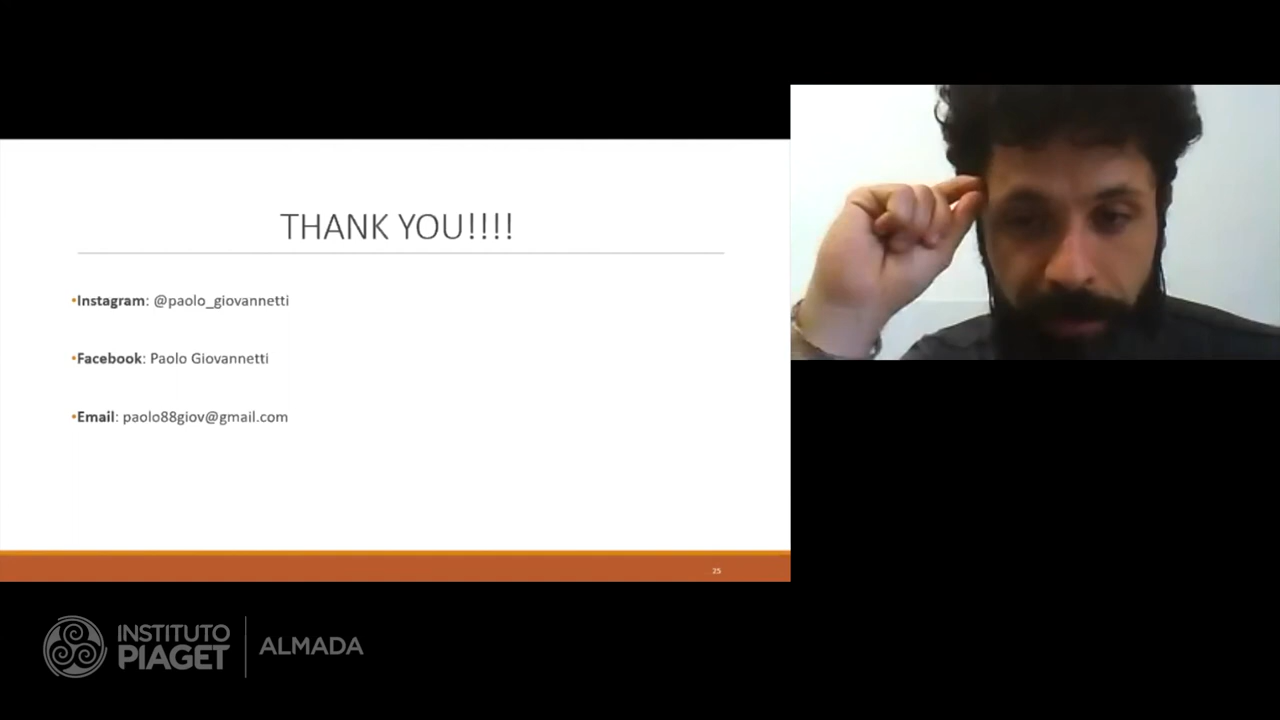 THANK YOU!!!!
•Instagram: @paolo_giovannetti
•Facebook: Paolo Giovannetti
•Email: paolo88giov@gmail.com
25
INSTITUTO
PIAGET
ALMADA